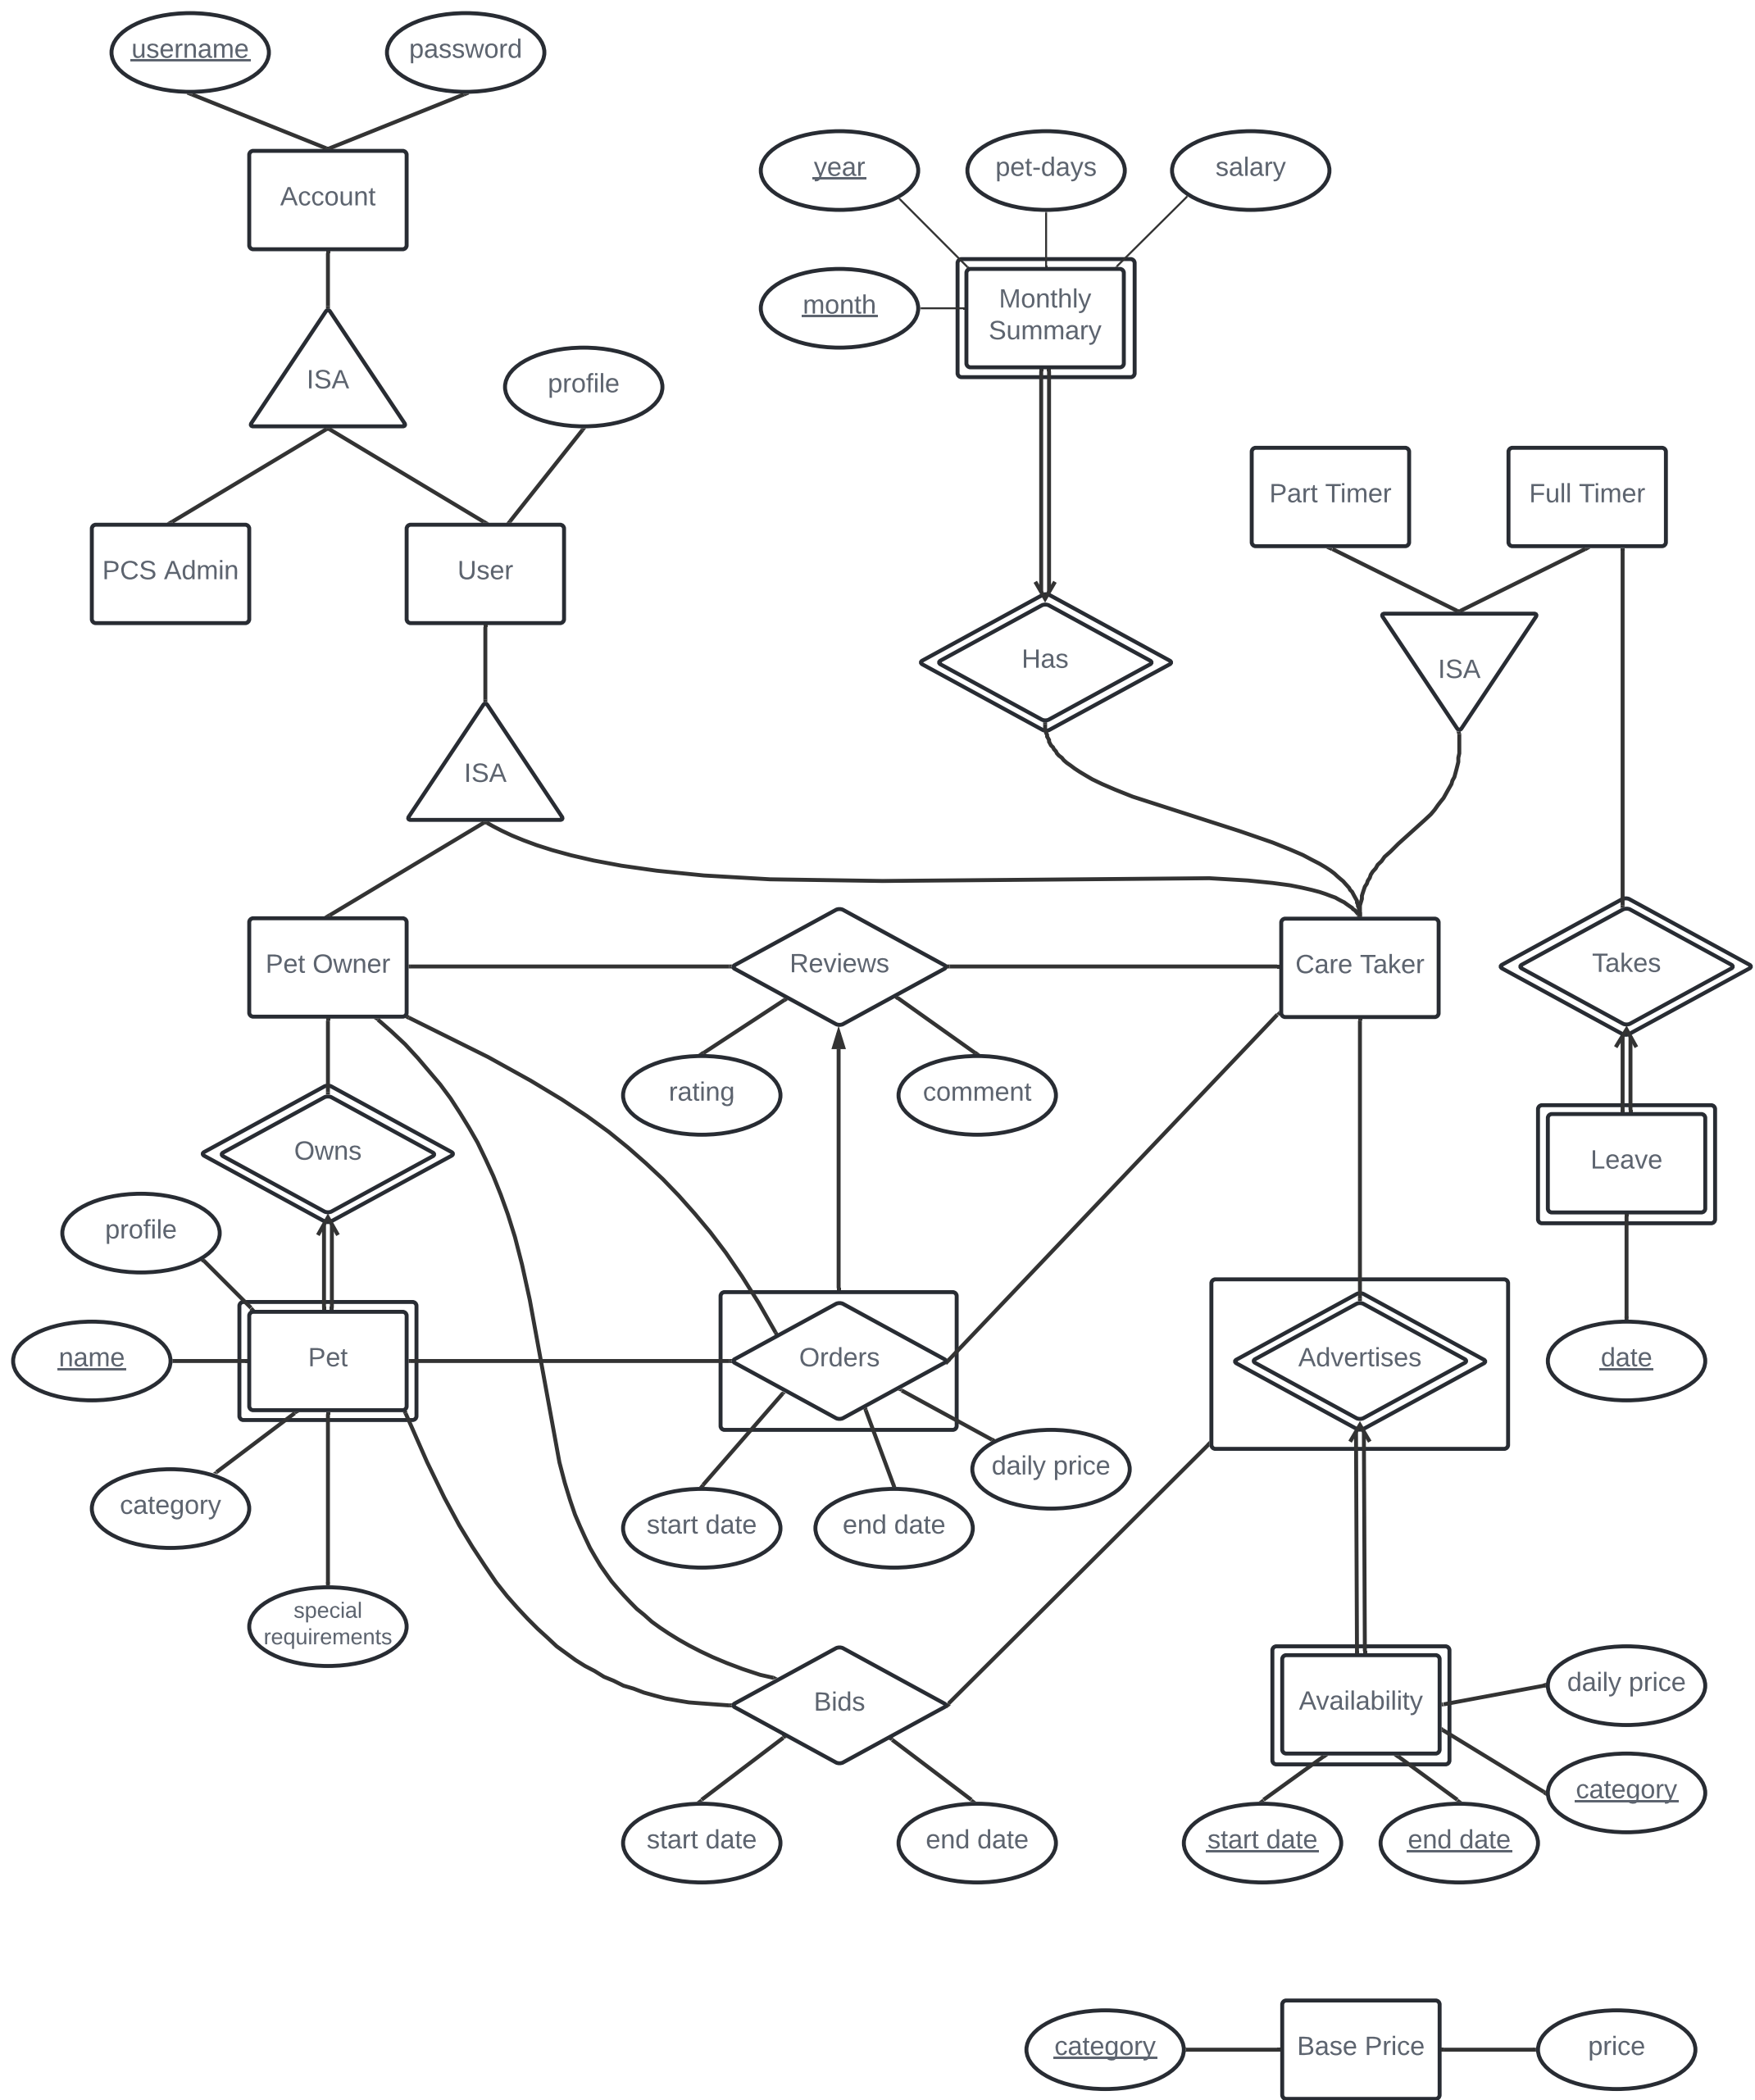 username
password
year
pet-days
salary
Account
month
Monthly
Summary
ISA
profile
Part Timer
Full Timer
PCS Admin
User
Has
ISA
ISA
Pet Owner
Reviews
Care Taker
Takes
rating
comment
Owns
Leave
profile
name
Pet
Orders
Advertises
date
category
start date
end date
daily price
special
requirements
Bids
Availability
daily price
category
start date
end date
start date
end date
category
Base Price
price